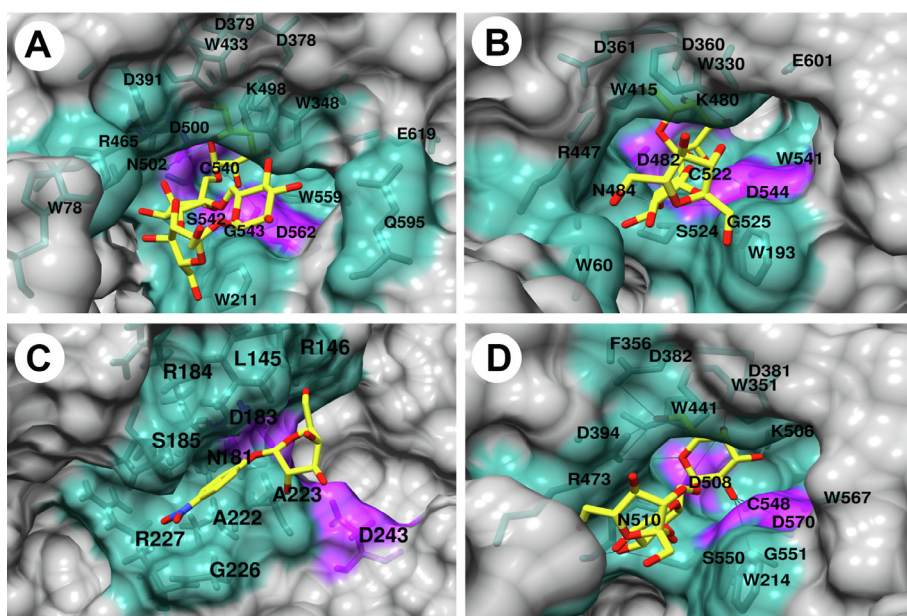 A
D379
W433
D378
D391
K498
W348
R465
D500
E619
N502
C540
W559
W78
S542
G543
D562
Q595
W211
B
D361
D360
W330
E601
W415
K480
R447
D482
W541
C522
N484
D544
S524
G525
W60
W193
C
R146
L145
R184
D183
S185
N181
A223
A222
R227
D243
G226
D
F356
D382
D381
W351
W441
D394
K506
R473
D508
W567
C548
N510
D570
S550
G551
W214